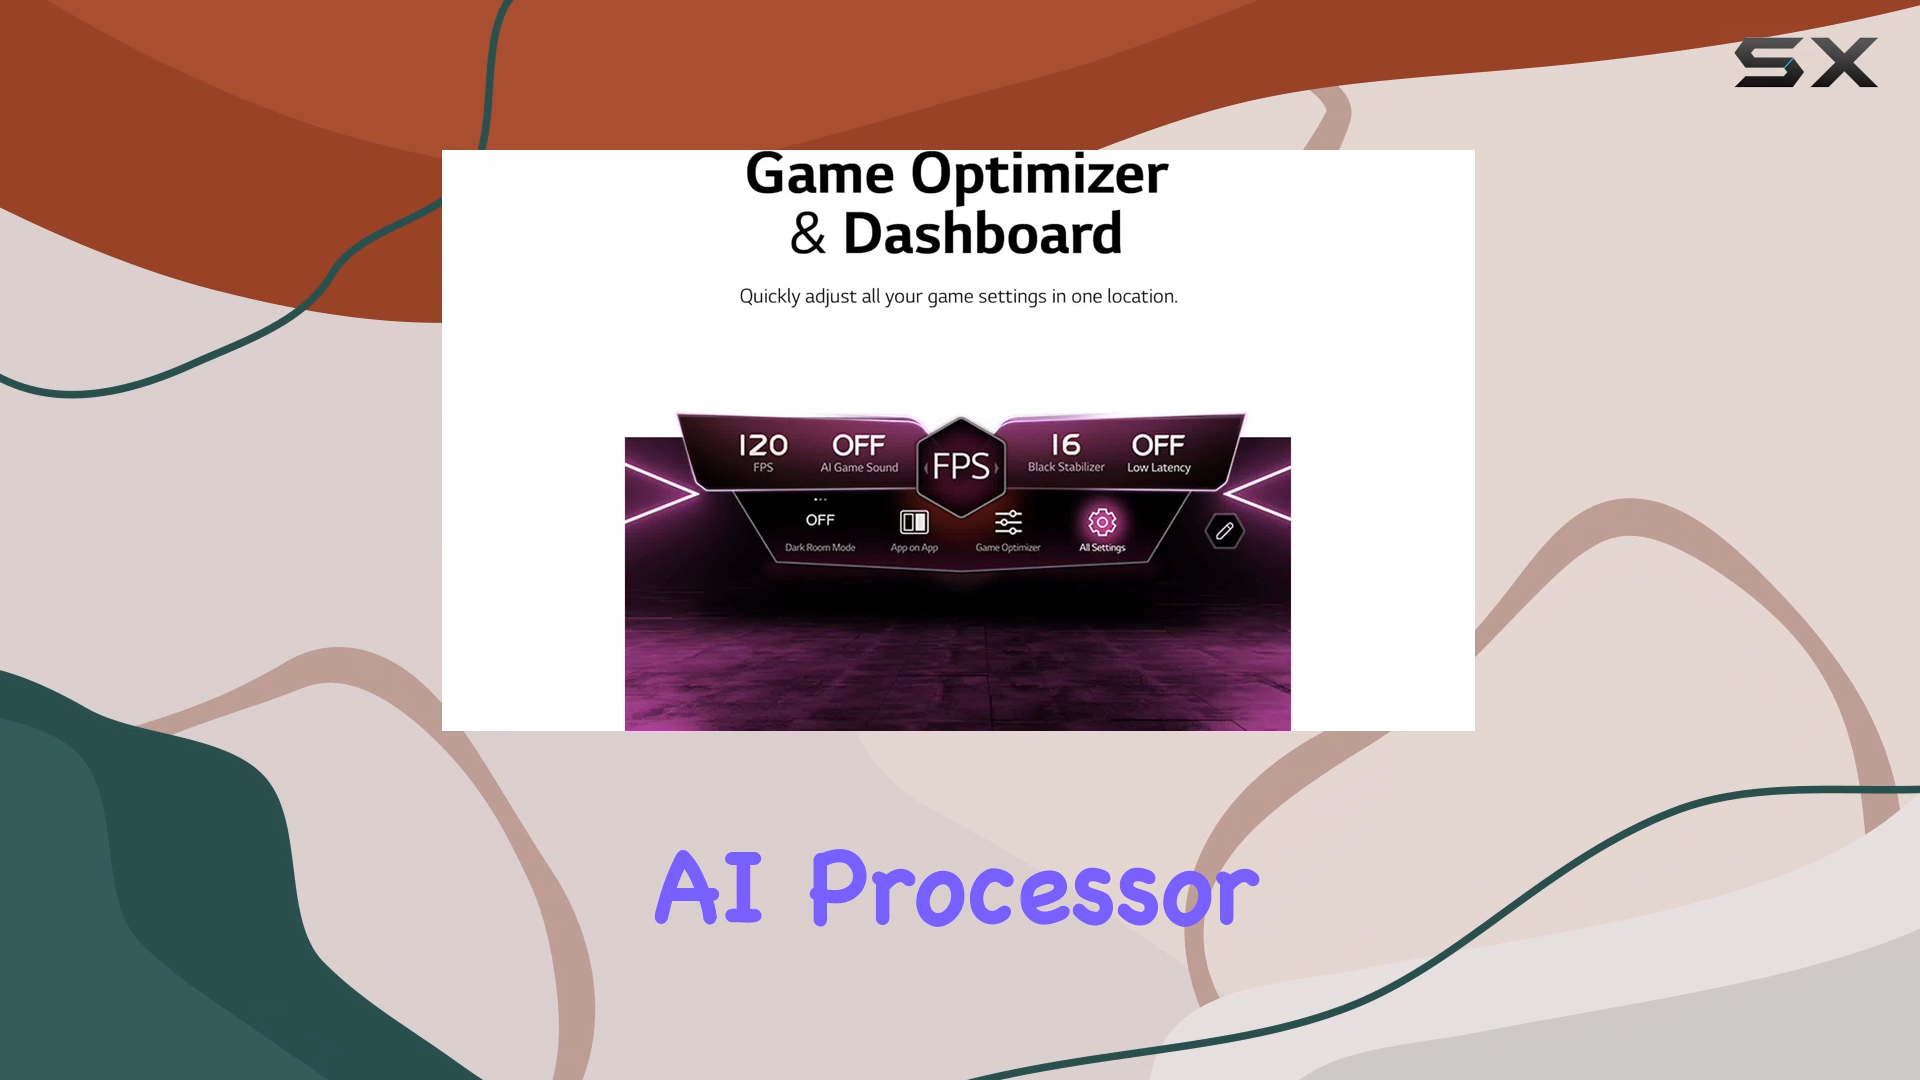 SX
Game Optimizer
& Dashboard
Quickly adjust all your game settings in one location.
120 OFF FPS 16 OFF
FPS AI Game Sound Black Stabilizer Low Latency
OFF
Dark Room Mode App on App Game Optimizer All Settings
AI Processor